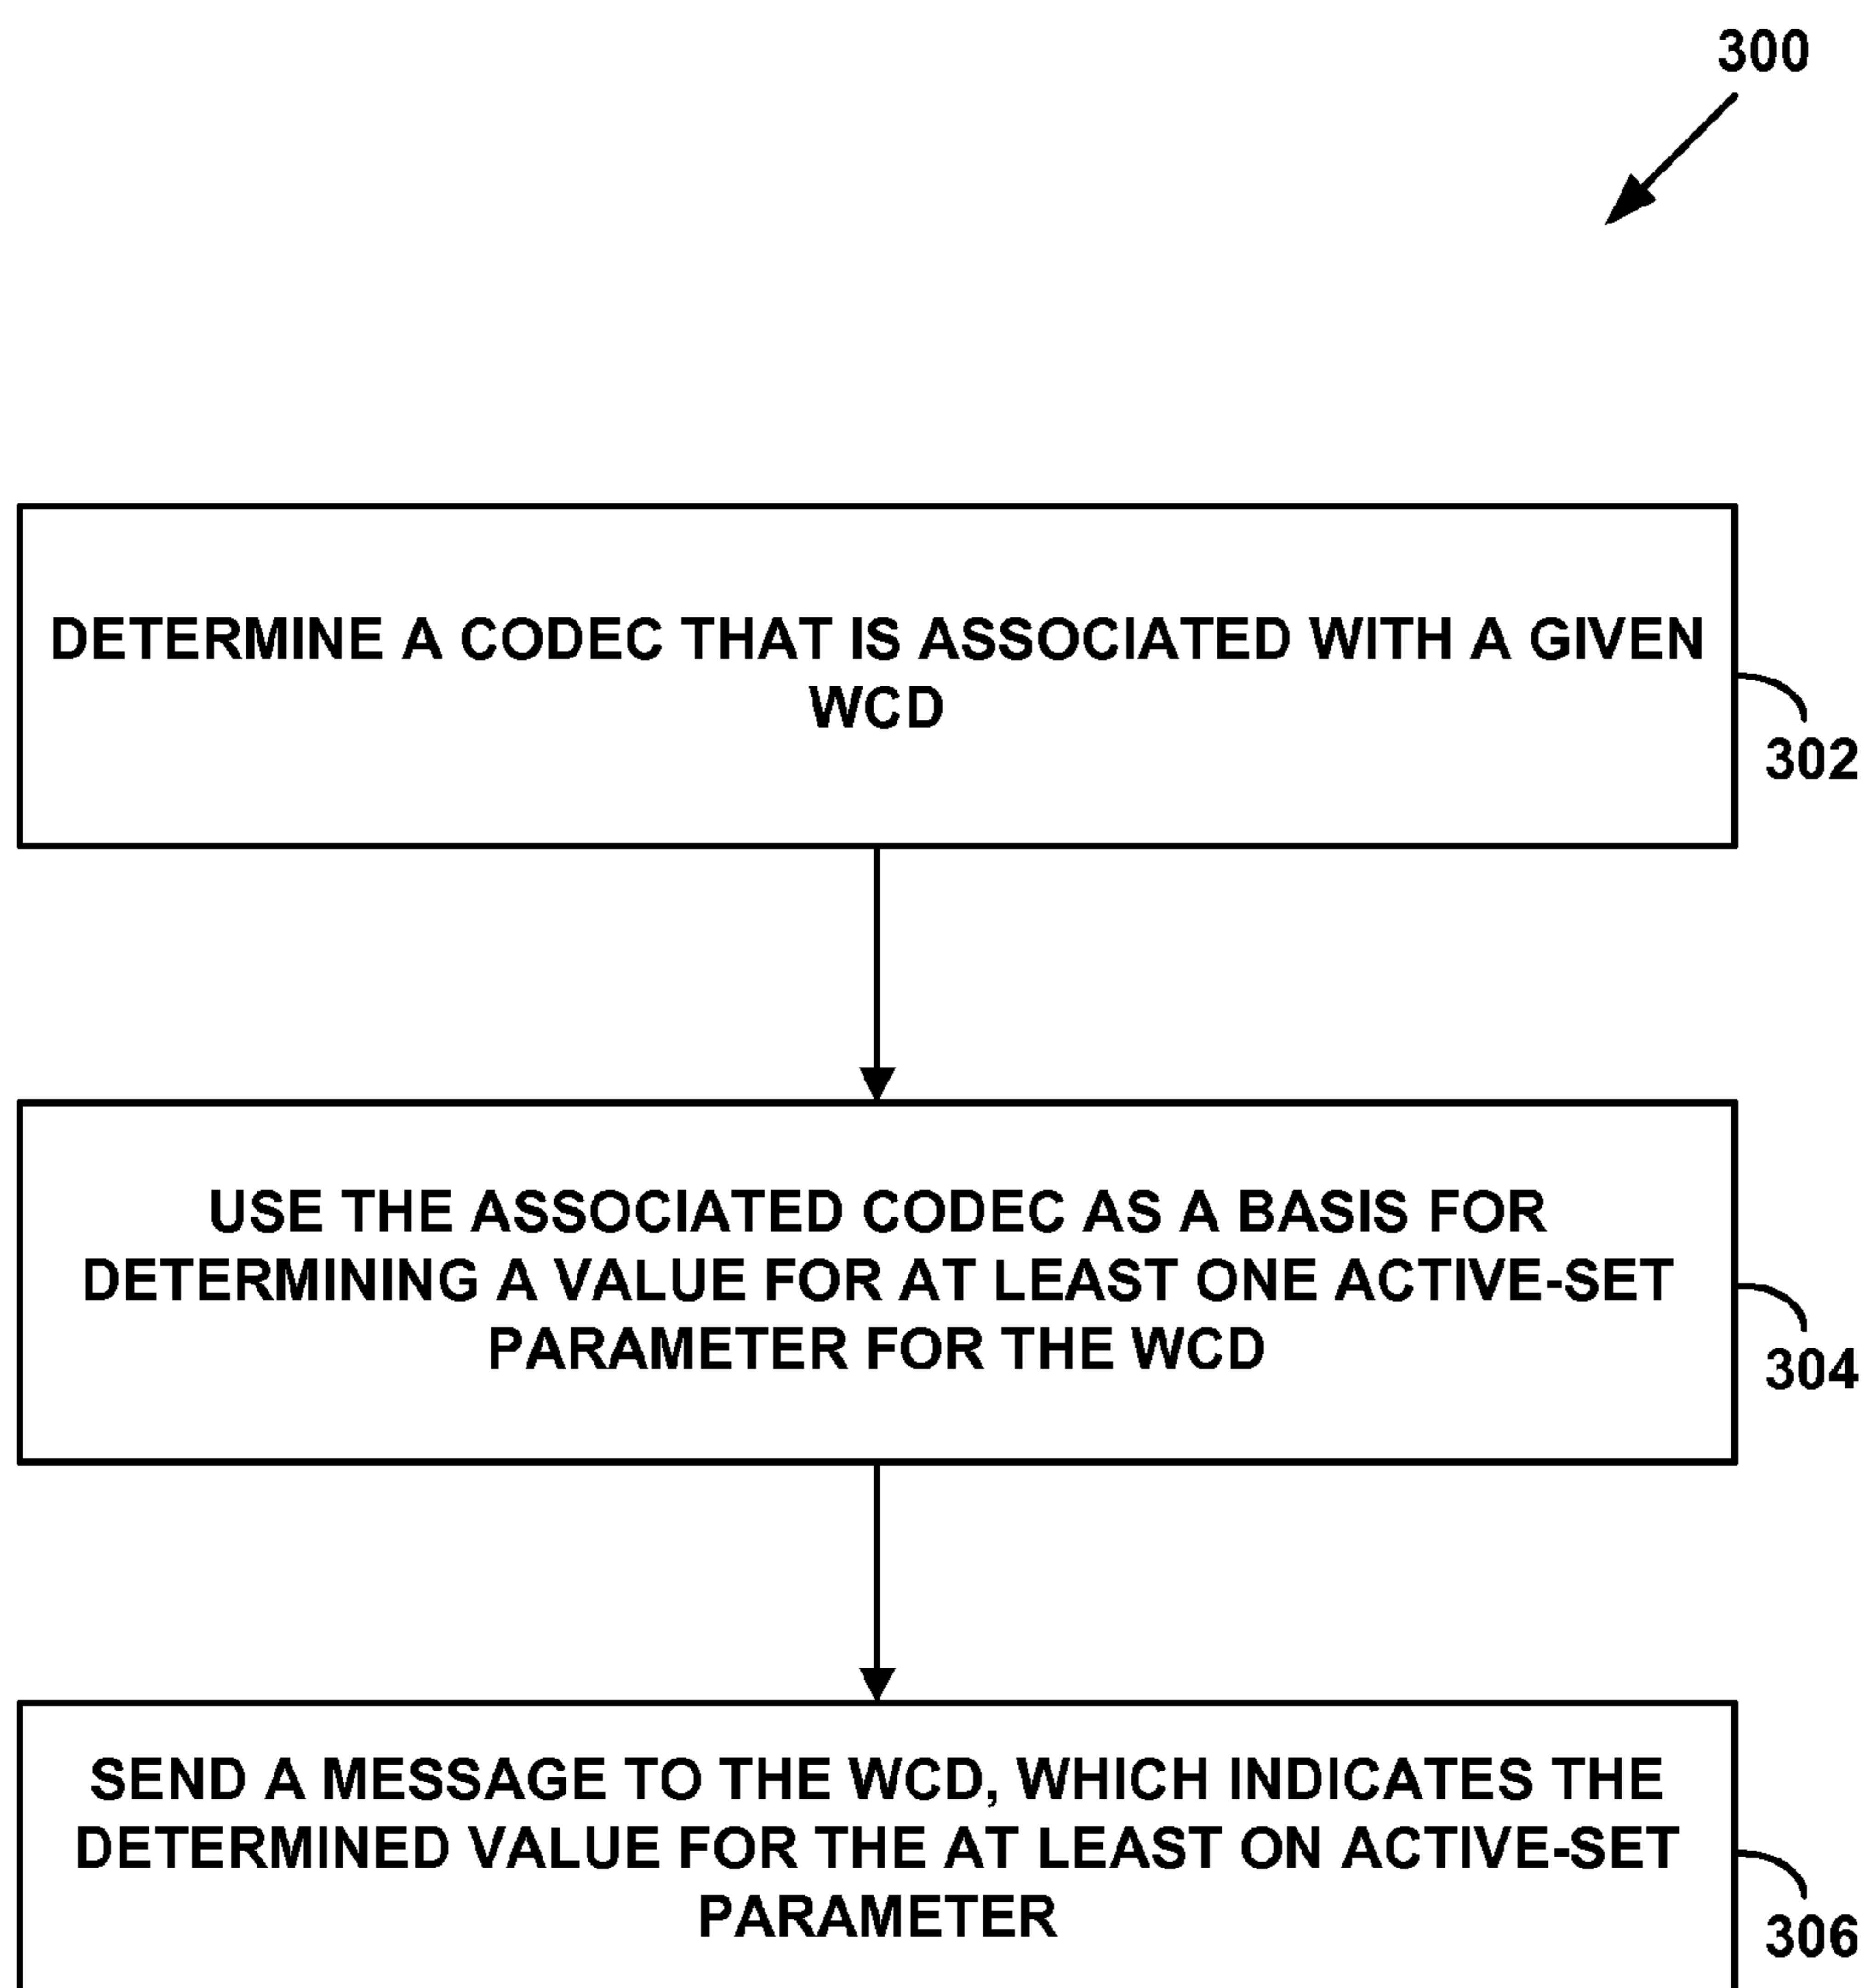 300
DETERMINE A CODEC THAT IS ASSOCIATED WITH A GIVEN
WCD
302
USE THE ASSOCIATED CODEC AS A BASIS FOR
DETERMINING A VALUE FOR AT LEAST ONE ACTIVE-SET
PARAMETER FOR THE WCD
304
SEND A MESSAGE TO THE WCD, WHICH INDICATES THE
DETERMINED VALUE FOR THE AT LEAST ON ACTIVE-SET
PARAMETER
306